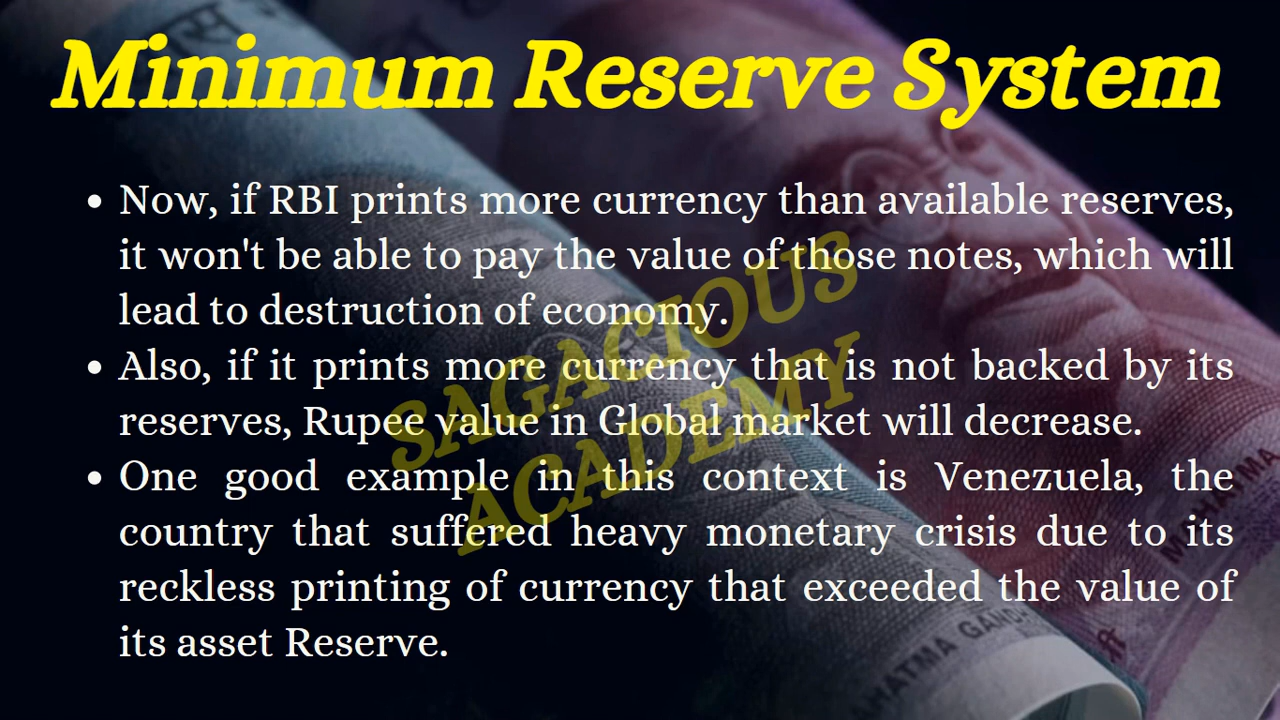 Minimum Reserve System
• Now, if RBI prints more currency than available reserves,
it won't be able to pay the value of those notes, which will
lead to destruction of economy.
• Also, if it prints more currency that is not backed by its
reserves, Rupee value in Global market will decrease.
• One good example in this context is Venezuela, the
country that suffered heavy monetary crisis due to its
reckless printing of currency that exceeded the value of
its asset Reserve.
SAGACIOUS
ACADEMY